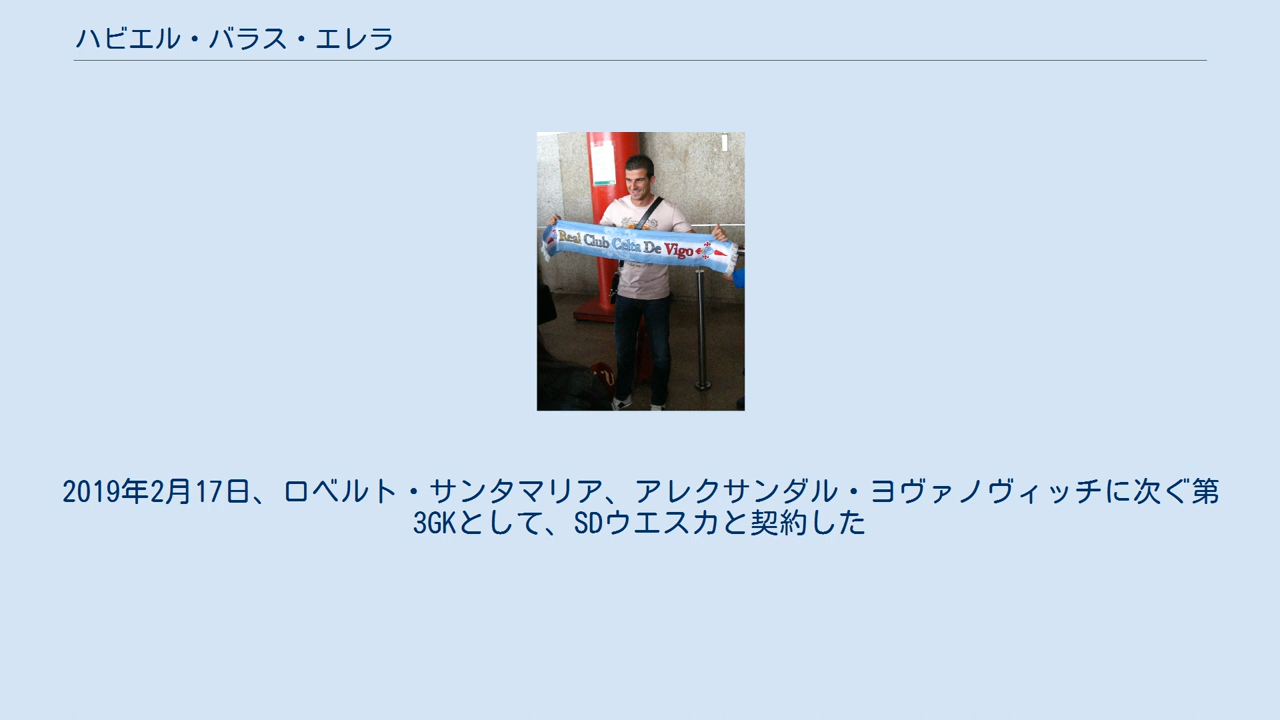 ハビエル・バラス・エレラ
Real Club Celta De Vigo
2019年2月17日、ロベルト・サンタマリア、アレクサンダル・ヨヴァノヴィッチに次ぐ第
3GKとして、SDウエスカと契約した